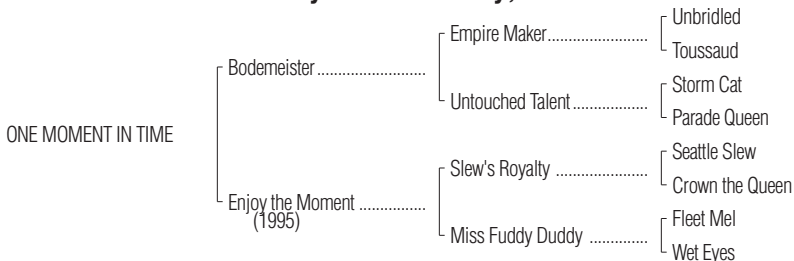 Unbridled
Empire Maker......................
Toussaud
Bodemeister.........................
Storm Cat
Untouched Talent.................
Parade Queen
ONE MOMENT IN TIME
Seattle Slew
Slew's Royalty .....................
Crown the Queen
Enjoy the Moment ................
(1995)
Fleet Mel
Miss Fuddy Duddy ..............
Wet Eyes